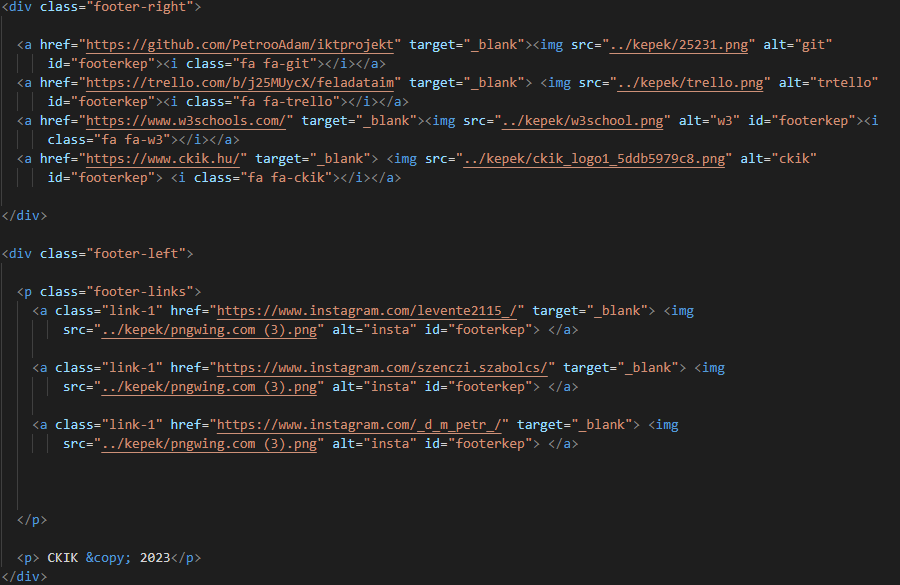 <div class="footer-right">
<a href="https://github.com/PetrooAdam/iktprojekt" target="_blank"><img src="../kepek/25231.png" alt="git"
id="footerkep"><i class="fa fa-git"></i></a>
<a href="https://trello.com/b/j25MUycX/feladataim" target="_blank"> <img src="../kepek/trello.png" alt="trtello"
id="footerkep"><i class="fa fa-trello"></i></a>
<a href="https://www.w3schools.com/" target="_blank"><img src="../kepek/w3school.png" alt="w3" id="footerkep"><i
class="fa fa-w3"></i></a>
<a href="https://www.ckik.hu/" target="_blank"> <img src="../kepek/ckik_logo1_5ddb5979c8.png" alt="ckik"
id="footerkep"> <i class="fa fa-ckik"></i></a>
</div>
<div class="footer-left">
<p class="footer-links">
<a class="link-1" href="https://www.instagram.com/levente2115_/" target="_blank"> <img
src="../kepek/pngwing.com (3).png" alt="insta" id="footerkep"> </a>
<a class="link-1" href="https://www.instagram.com/szenczi.szabolcs/" target="_blank"> <img
src="../kepek/pngwing.com (3).png" alt="insta" id="footerkep"> </a>
<a class="link-1" href="https://www.instagram.com/_d_m_petr_/" target="_blank"> <img
src="../kepek/pngwing.com (3).png" alt="insta" id="footerkep"> </a>
</p>
<p> CKIK &copy; 2023</p>
</div>